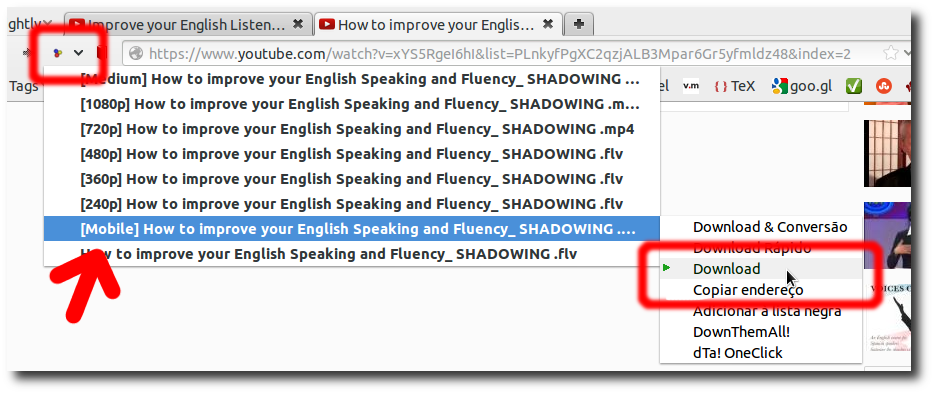 ghtly
Improve your English Listen...
How to improve your Englis...
https://www.youtube.com/watch?v=xYS5RgeI6hI&list=PLnkyfPgXC2qzjALB3Mpar6Gr5yfmldz48&index=2
Tags
[Medium] How to improve your English Speaking and Fluency_ SHADOWING ...
[1080p] How to improve your English Speaking and Fluency_ SHADOWING .m...
[720p] How to improve your English Speaking and Fluency_ SHADOWING .mp4
[480p] How to improve your English Speaking and Fluency_ SHADOWING .flv
[360p] How to improve your English Speaking and Fluency_ SHADOWING .flv
[240p] How to improve your English Speaking and Fluency_ SHADOWING .flv
[Mobile] How to improve your English Speaking and Fluency_ SHADOWING ....
How to improve your English Speaking and Fluency_ SHADOWING .flv
el
v.m
{ } TeX
goo.gl
Download & Conversão
Download Rápido
Download
Copiar endereço
Adicionar à lista negra
DownThemAll!
dTa! OneClick
VOICES O